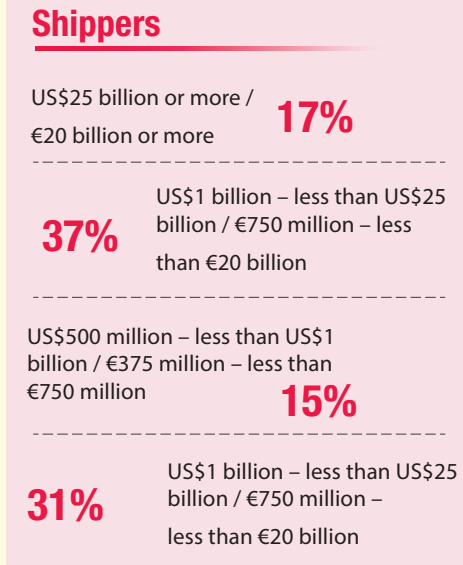 Shippers
US$25 billion or more /
€20 billion or more
17%
37%
US$1 billion – less than US$25
billion / €750 million – less
than €20 billion
US$500 million – less than US$1
billion / €375 million – less than
€750 million
15%
31%
US$1 billion – less than US$25
billion / €750 million –
less than €20 billion